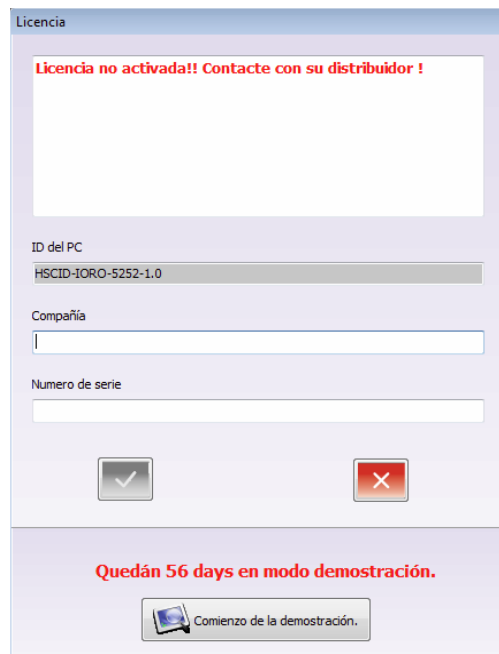 Licencia
Licencia no activada!! Contacte con su distribuidor !
ID del PC
HSCID-IORO-5252-1.0
Compañía
Numero de serie
Quedán 56 days en modo demostración.
Comienzo de la demostración.